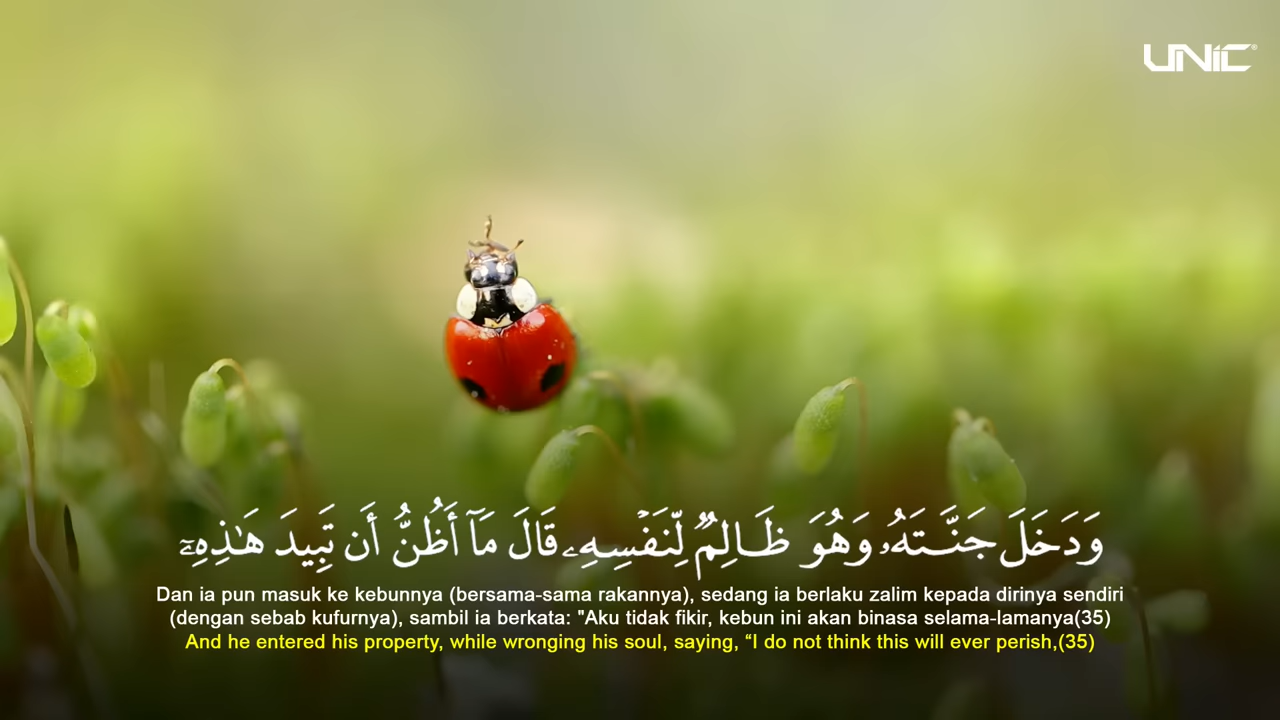 UNIC®
وَدَخَلَ جَنَّتَهُۥ وَهُوَ ظَالِمٌ لِّنَفْسِهِۦ قَالَ مَآ أَظُنُّ أَن تَبِيدَ هَـٰذِهِۦٓ
Dan ia pun masuk ke kebunnya (bersama-sama rakannya), sedang ia berlaku zalim kepada dirinya sendiri
(dengan sebab kufurnya), sambil ia berkata: "Aku tidak fikir, kebun ini akan binasa selama-lamanya(35)
And he entered his property, while wronging his soul, saying, “I do not think this will ever perish,(35)